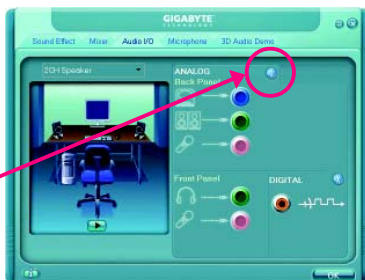 GIGABYTE
TECHNOLOGY
Sound Effect Mixer Audio I/O Microphone 3D Audio Demo
2CH Speaker
ANALOG
Back Panel
Front Panel
DIGITAL
OK